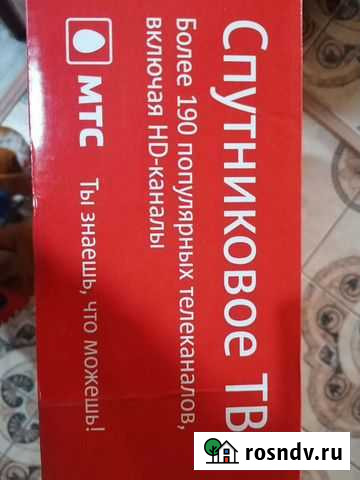 Спутниковое ТВ
Более 190 популярных телеканалов,
включая HD-каналы
МТС Ты знаешь, что можешь!
rosndv.ru